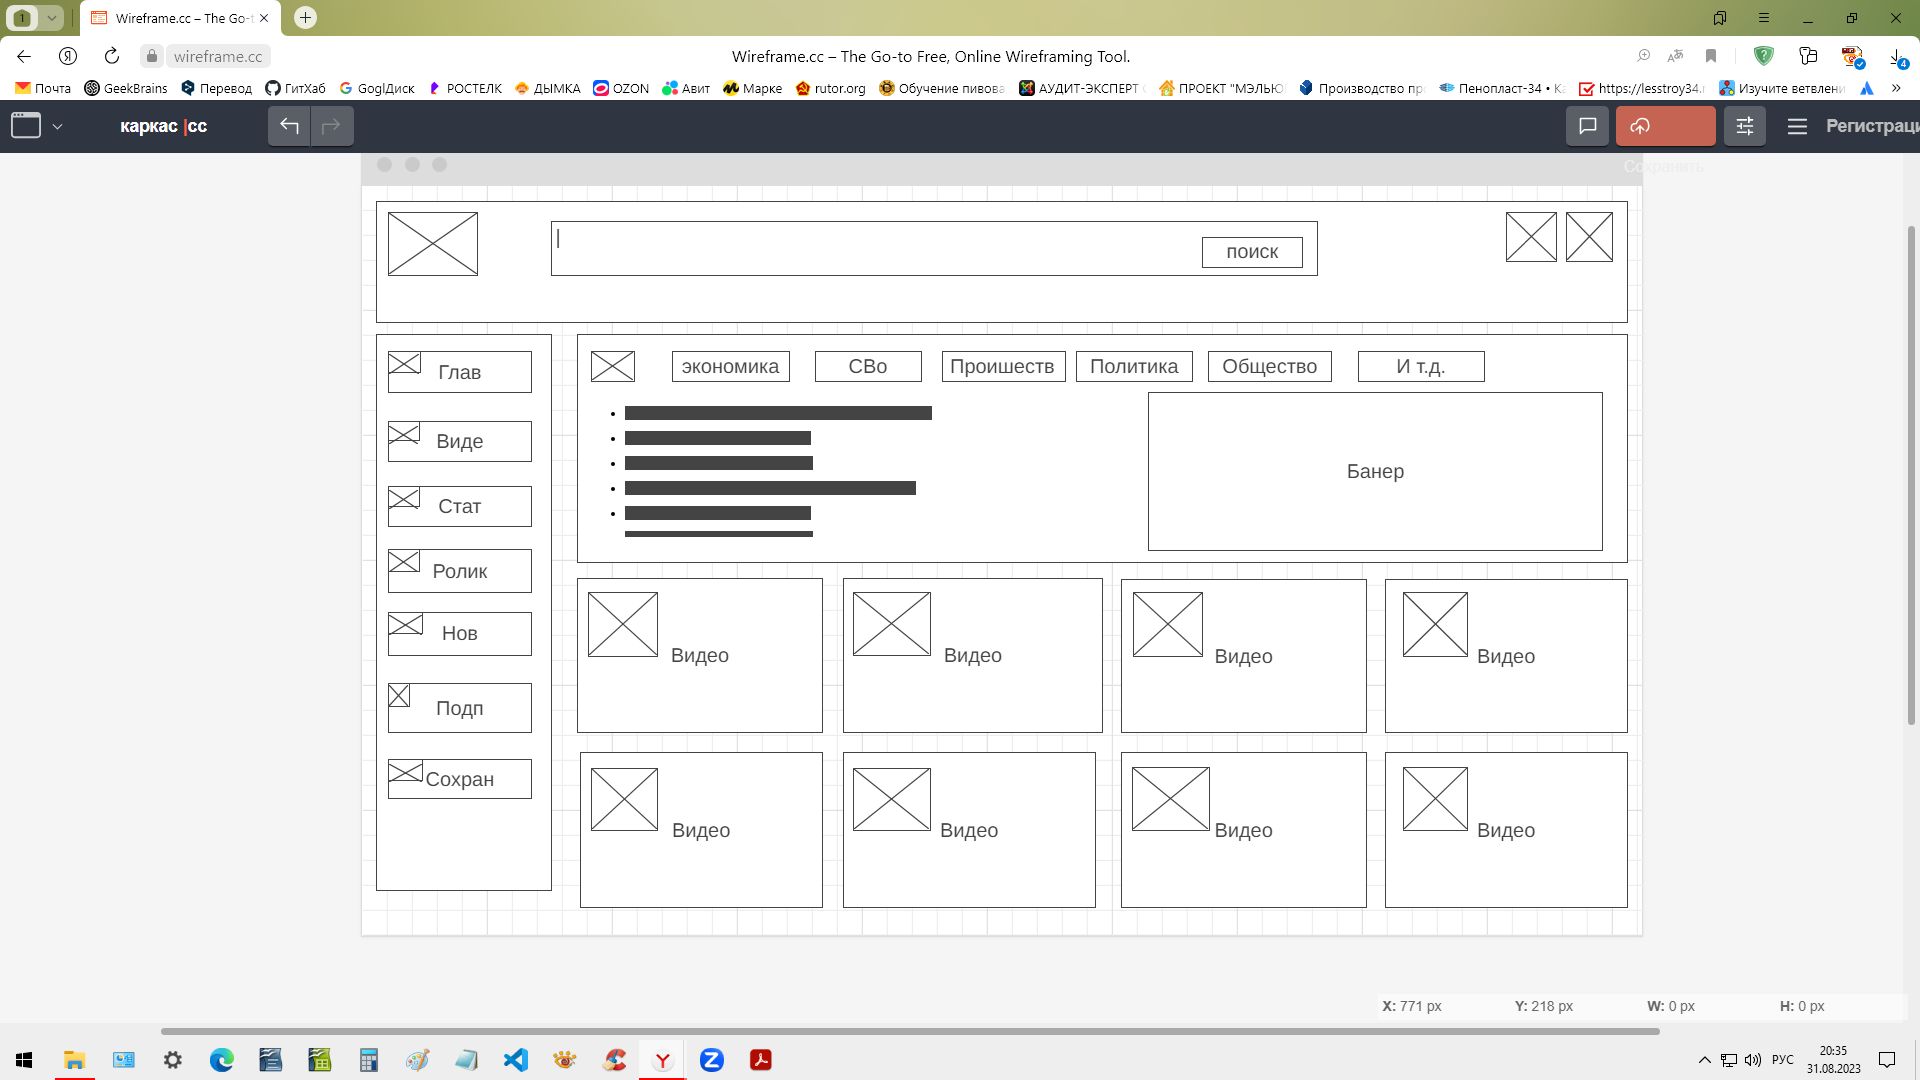 1
Wireframe.cc – The Go-t
wireframe.cc
Wireframe.cc – The Go-to Free, Online Wireframing Tool.
4
Почта
GeekBrains
Перевод
ГитХаб
GoglДиск
РОСТЕЛК
ДЫМКА
OZON
Авит
Марке
rutor.org
Обучение пивова
АУДИТ-ЭКСПЕРТ
ПРОЕКТ "МЭЛЬЮ
Производство пр
Пенопласт-34 • Ка
https://lesstroy34.r
Изучите ветвлени
»
каркас |cc
Регистраци
Сохранить
поиск
экономика
СВо
Проишеств
Политика
Общество
И т.д.
Глав
Виде
Стат
Ролик
Нов
Подп
Сохран
Банер
Видео
Видео
Видео
Видео
Видео
Видео
Видео
Видео
X: 771 px
Y: 218 px
W: 0 px
H: 0 px
РУС
20:35
31.08.2023